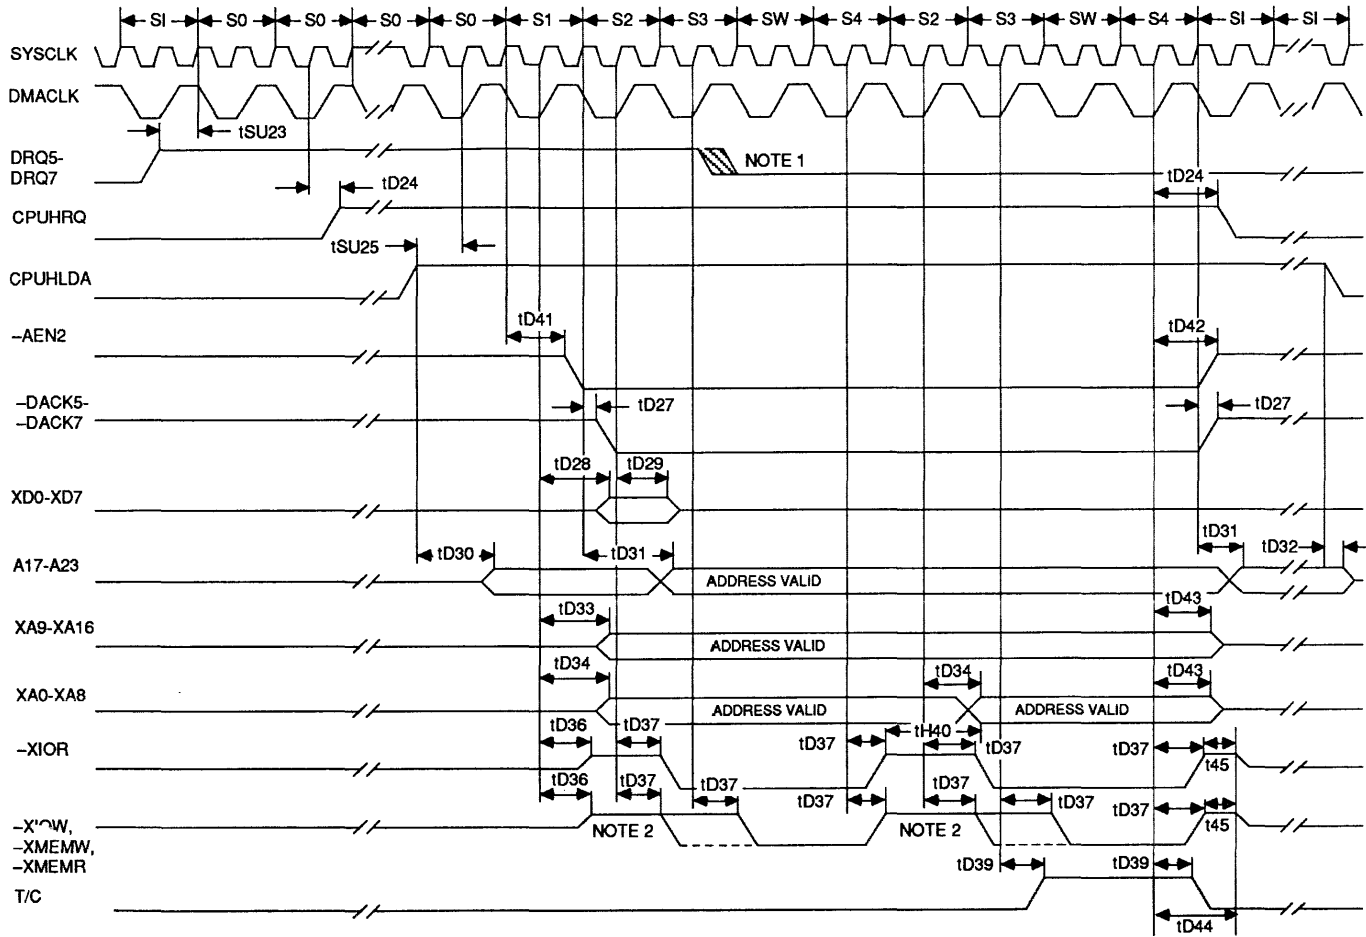 SI S0 S0 S0 S0 S1 S2 S3 SW S4 S2 S3 SW S4 SI SI
SYSCLK
DMACLK
tSU23
DRQ5-
DRQ7
NOTE 1
tD24 tD24
CPUHRQ
tSU25
CPUHLDA
tD41 tD42
–AEN2
–DACK5-
–DACK7
tD27 tD27
tD28 tD29
XD0-XD7
tD30 tD31 tD31 tD32
A17-A23
ADDRESS VALID
tD33 tD43
XA9-XA16
ADDRESS VALID
tD34 tD34 tD43
XA0-XA8
ADDRESS VALID ADDRESS VALID
tD36 tD37 tD37 tH40 tD37 tD37 t45
–XIOR
tD36 tD37 tD37 tD37 tD37 tD37 tD37 t45
–XIOW,
–XMEMW,
–XMEMR
NOTE 2 NOTE 2
tD39 tD39
T/C
tD44